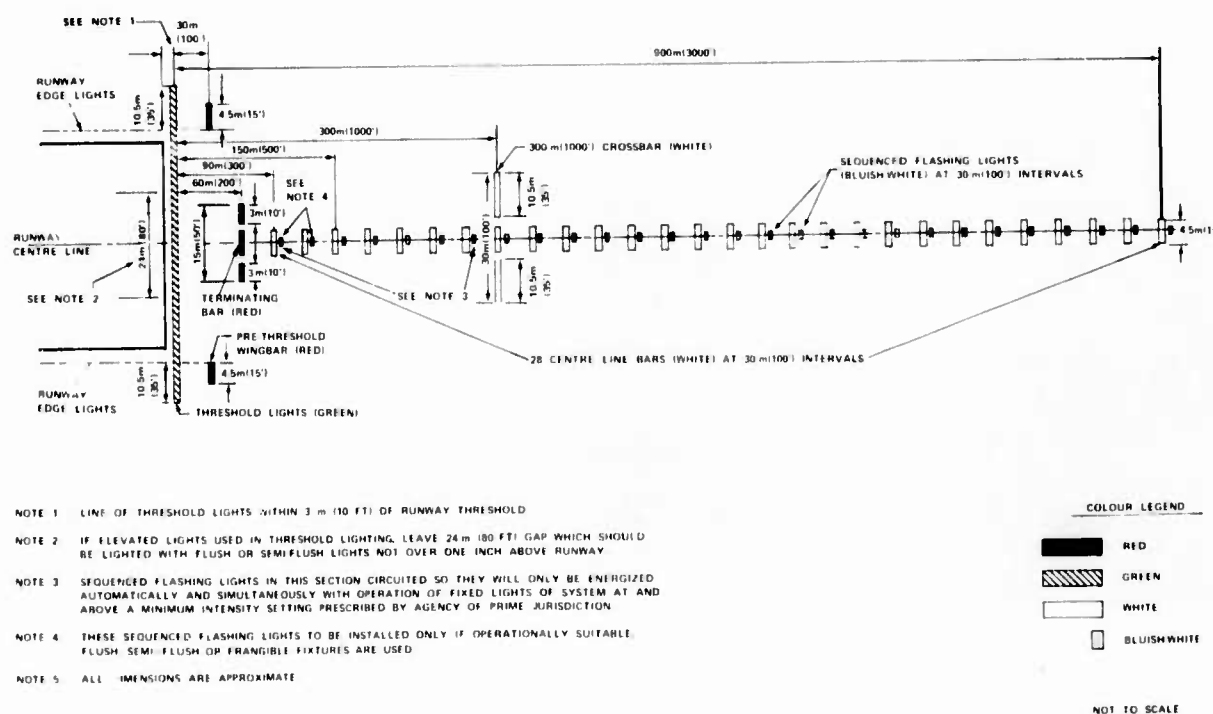 SEE NOTE 1
30m
(100')
900m(3000')
RUNWAY
EDGE LIGHTS
10.5m
(35')
4.5m(15')
300m(1000')
300 m(1000') CROSSBAR (WHITE)
150m(500')
90m(300')
60m(200')
SEE
NOTE 4
SEQUENCED FLASHING LIGHTS
(BLUISH WHITE) AT 30 m(100') INTERVALS
10.5m
(35')
3m(10')
15m(50')
3m(10')
30m(100')
10.5m
(35')
RUNWAY
CENTRE LINE
(80')
SEE NOTE 2
SEE NOTE 3
TERMINATING
BAR (RED)
PRE THRESHOLD
WINGBAR (RED)
28 CENTRE LINE BARS (WHITE) AT 30 m(100') INTERVALS
10.5m
(35')
4.5m(15')
RUNWAY
EDGE LIGHTS
THRESHOLD LIGHTS (GREEN)
NOTE 1 LINE OF THRESHOLD LIGHTS WITHIN 3 m (10 FT) OF RUNWAY THRESHOLD
NOTE 2 IF ELEVATED LIGHTS USED IN THRESHOLD LIGHTING, LEAVE 24 m (80 FT) GAP WHICH SHOULD
BE LIGHTED WITH FLUSH OR SEMI FLUSH LIGHTS NOT OVER ONE INCH ABOVE RUNWAY
NOTE 3 SEQUENCED FLASHING LIGHTS IN THIS SECTION CIRCUITED SO THEY WILL ONLY BE ENERGIZED
AUTOMATICALLY AND SIMULTANEOUSLY WITH OPERATION OF FIXED LIGHTS OF SYSTEM AT AND
ABOVE A MINIMUM INTENSITY SETTING PRESCRIBED BY AGENCY OF PRIME JURISDICTION
NOTE 4 THESE SEQUENCED FLASHING LIGHTS TO BE INSTALLED ONLY IF OPERATIONALLY SUITABLE
FLUSH SEMI FLUSH OR FRANGIBLE FIXTURES ARE USED
NOTE 5 ALL IMENSIONS ARE APPROXIMATE
COLOUR LEGEND
RED
GREEN
WHITE
BLUISH WHITE
NOT TO SCALE